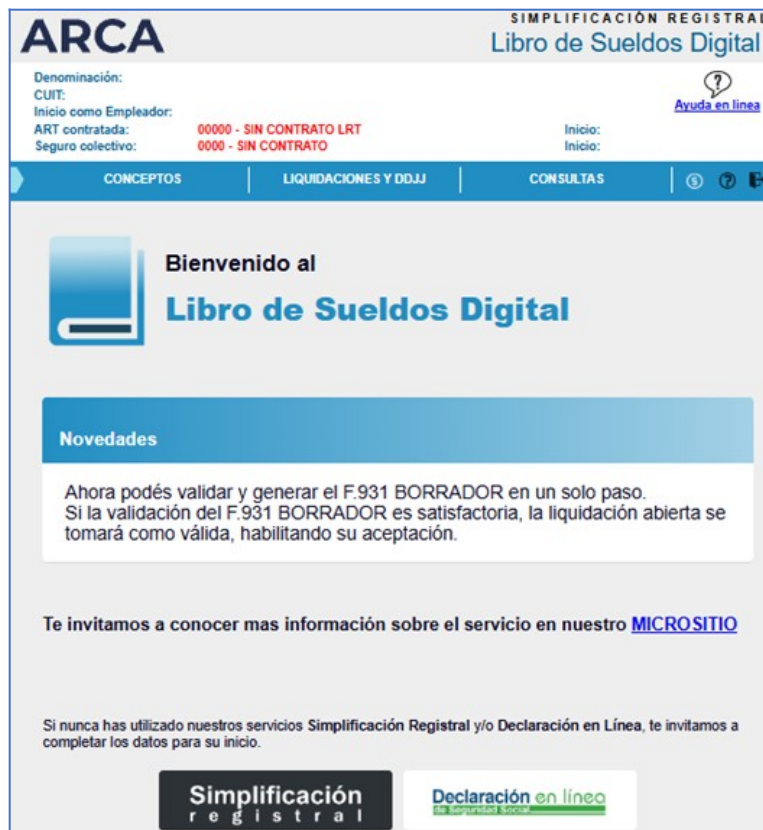 ARCA
SIMPLIFICACIÓN REGISTRAL
Libro de Sueldos Digital
Denominación:
CUIT:
Inicio como Empleador:
ART contratada: 00000 - SIN CONTRATO LRT Inicio:
Seguro colectivo: 0000 - SIN CONTRATO Inicio:
Ayuda en linea
CONCEPTOS LIQUIDACIONES Y DDJJ CONSULTAS
Bienvenido al
Libro de Sueldos Digital
Novedades
Ahora podés validar y generar el F.931 BORRADOR en un solo paso.
Si la validación del F.931 BORRADOR es satisfactoria, la liquidación abierta se
tomará como válida, habilitando su aceptación.
Te invitamos a conocer mas información sobre el servicio en nuestro MICROSITIO
Si nunca has utilizado nuestros servicios Simplificación Registral y/o Declaración en Línea, te invitamos a
completar los datos para su inicio.
Simplificación
registral
Declaración en línea
de Seguridad Social